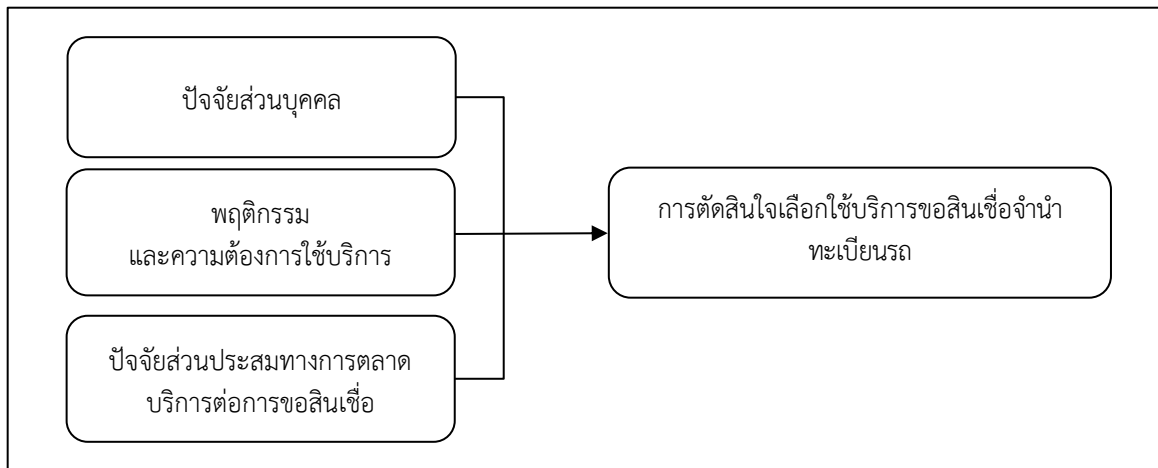 ปัจจัยส่วนบุคคล
พฤติกรรม
และความต้องการใช้บริการ
ปัจจัยส่วนประสมทางการตลาด
บริการต่อการขอสินเชื่อ
การตัดสินใจเลือกใช้บริการขอสินเชื่อจำนำ
ทะเบียนรถ